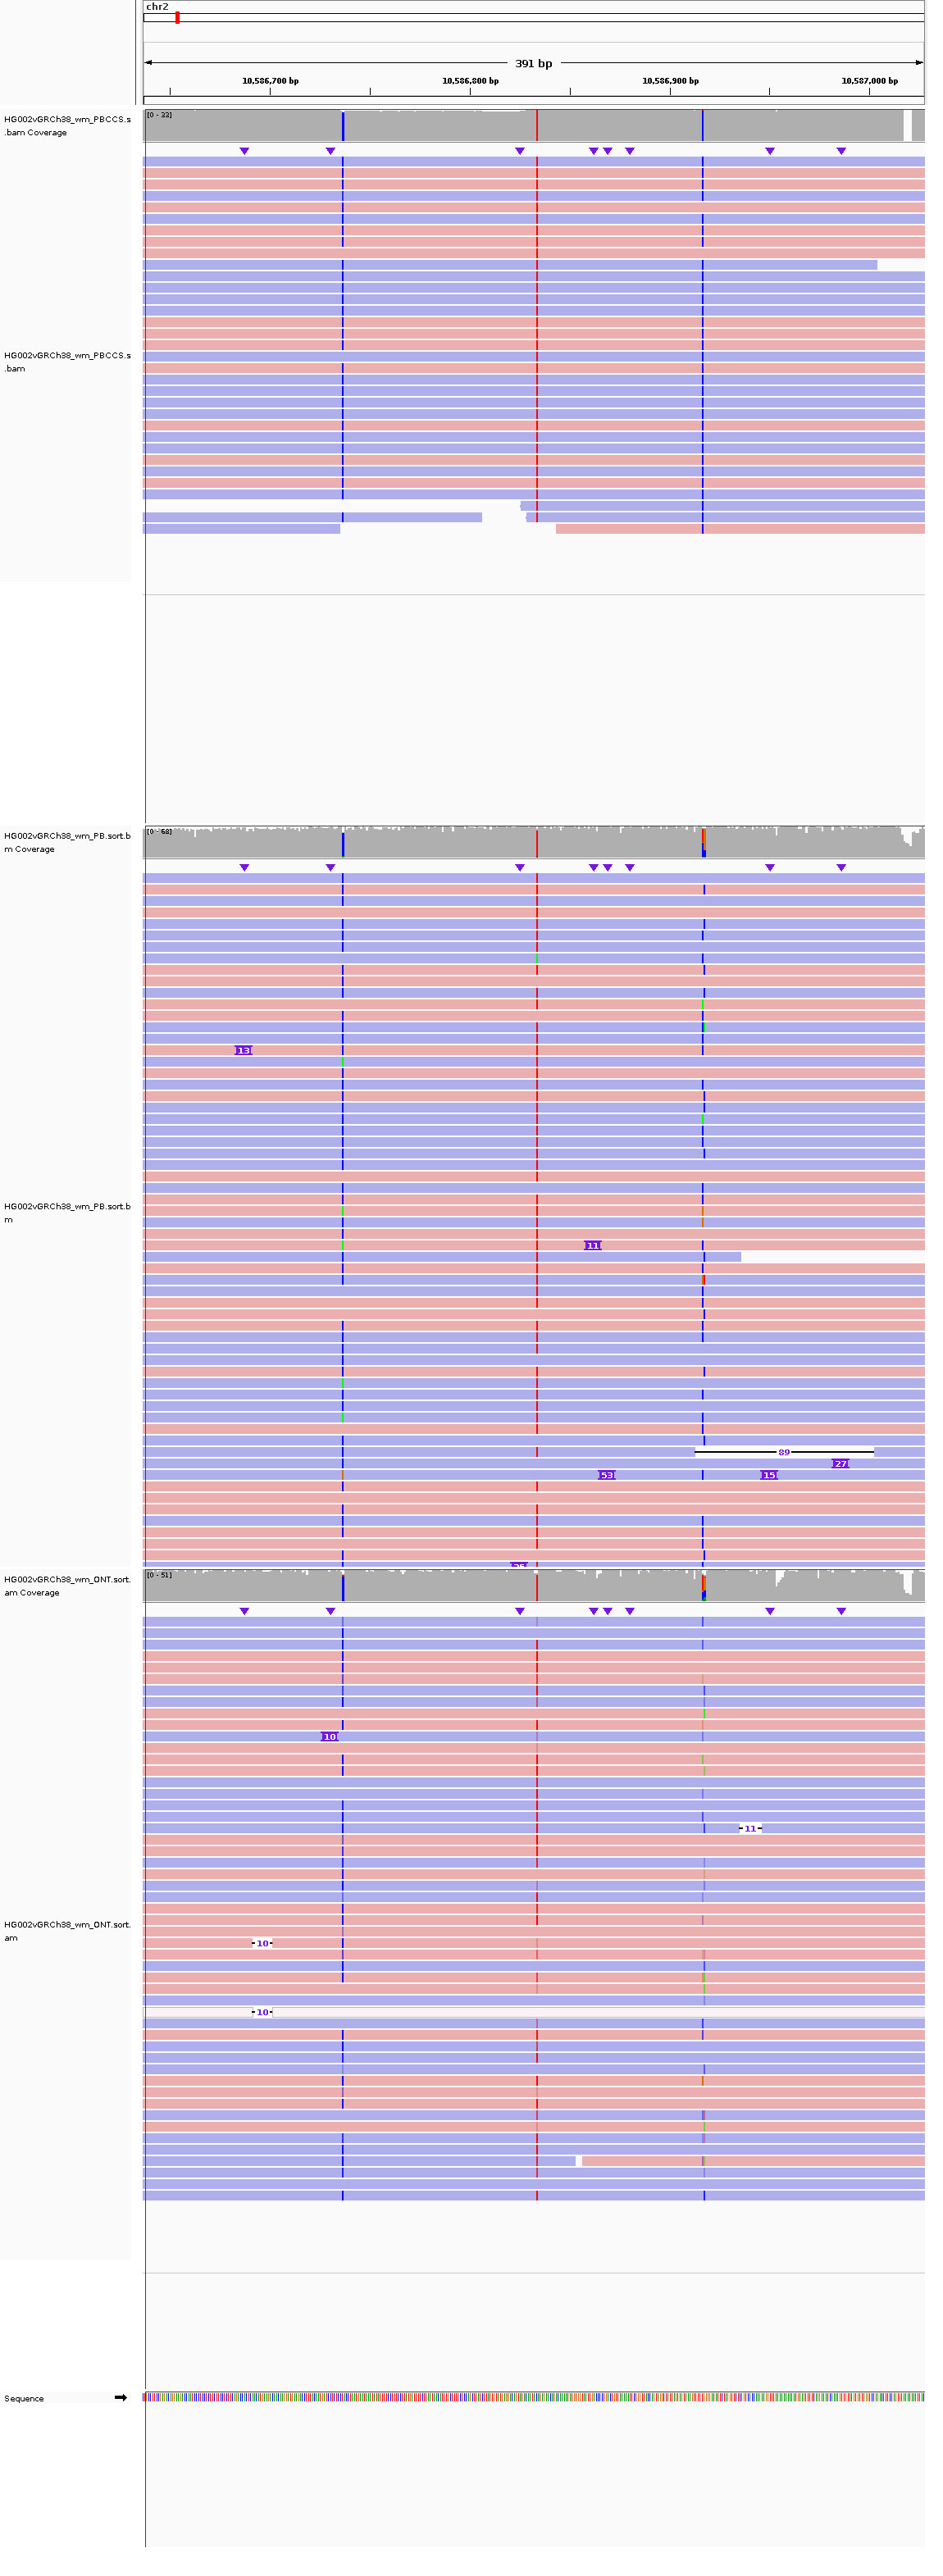 chr2
391 bp
10,586,700 bp
10,586,800 bp
10,586,900 bp
10,587,000 bp
HG002vGRCh38_wm_PBCCS.s
.bam Coverage
[0 - 33]
HG002vGRCh38_wm_PBCCS.s
.bam
HG002vGRCh38_wm_PB.sort.b
m Coverage
[0 - 68]
13
HG002vGRCh38_wm_PB.sort.b
m
11
89
27
53
15
HG002vGRCh38_wm_ONT.sort.
am Coverage
[0 - 51]
10
11
HG002vGRCh38_wm_ONT.sort.
am
10
10
Sequence